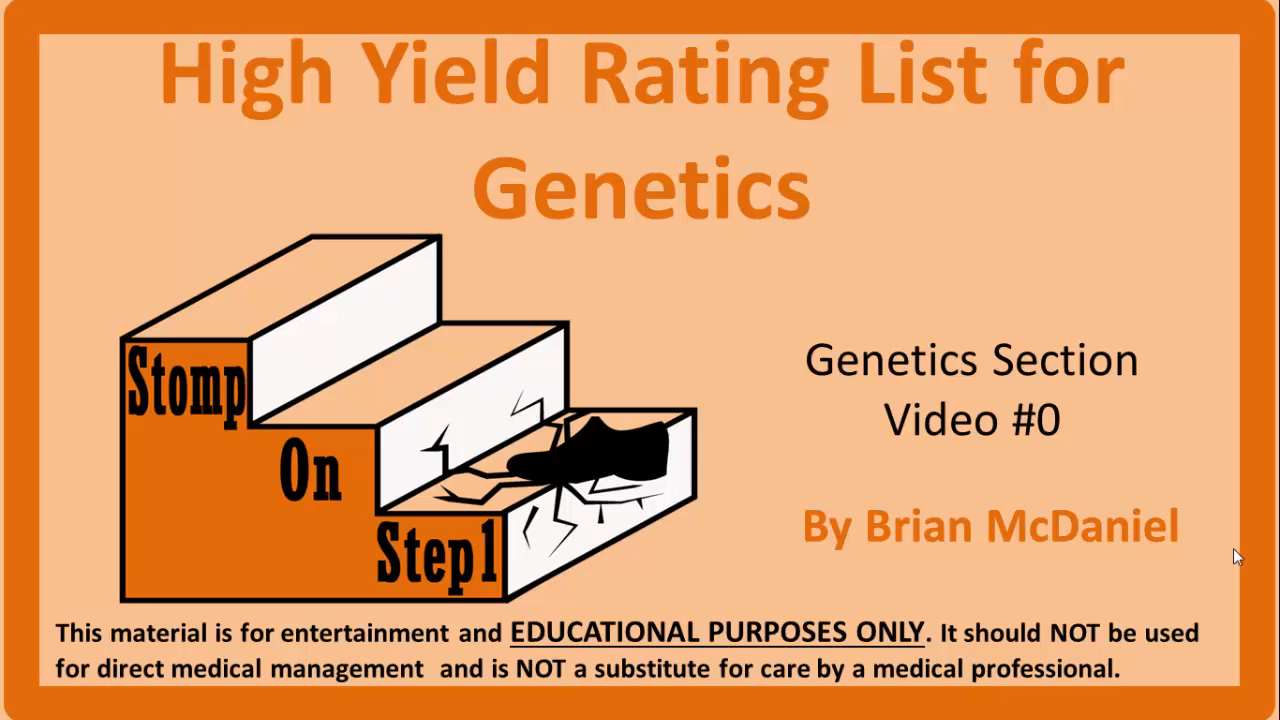 High Yield Rating List for
Genetics
Stomp
On
Step1
Genetics Section
Video #0
By Brian McDaniel
This material is for entertainment and EDUCATIONAL PURPOSES ONLY. It should NOT be used
for direct medical management and is NOT a substitute for care by a medical professional.